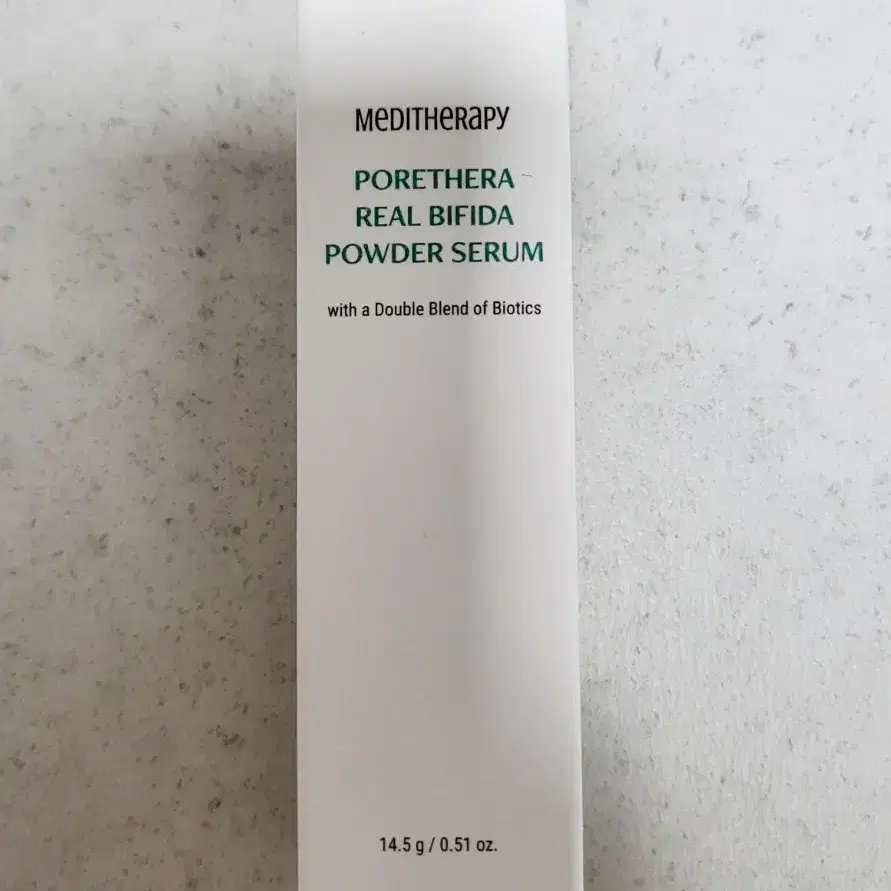 MEDITHERAPY
PORETHERA
REAL BIFIDA
POWDER SERUM
with a Double Blend of Biotics
14.5 g / 0.51 oz.